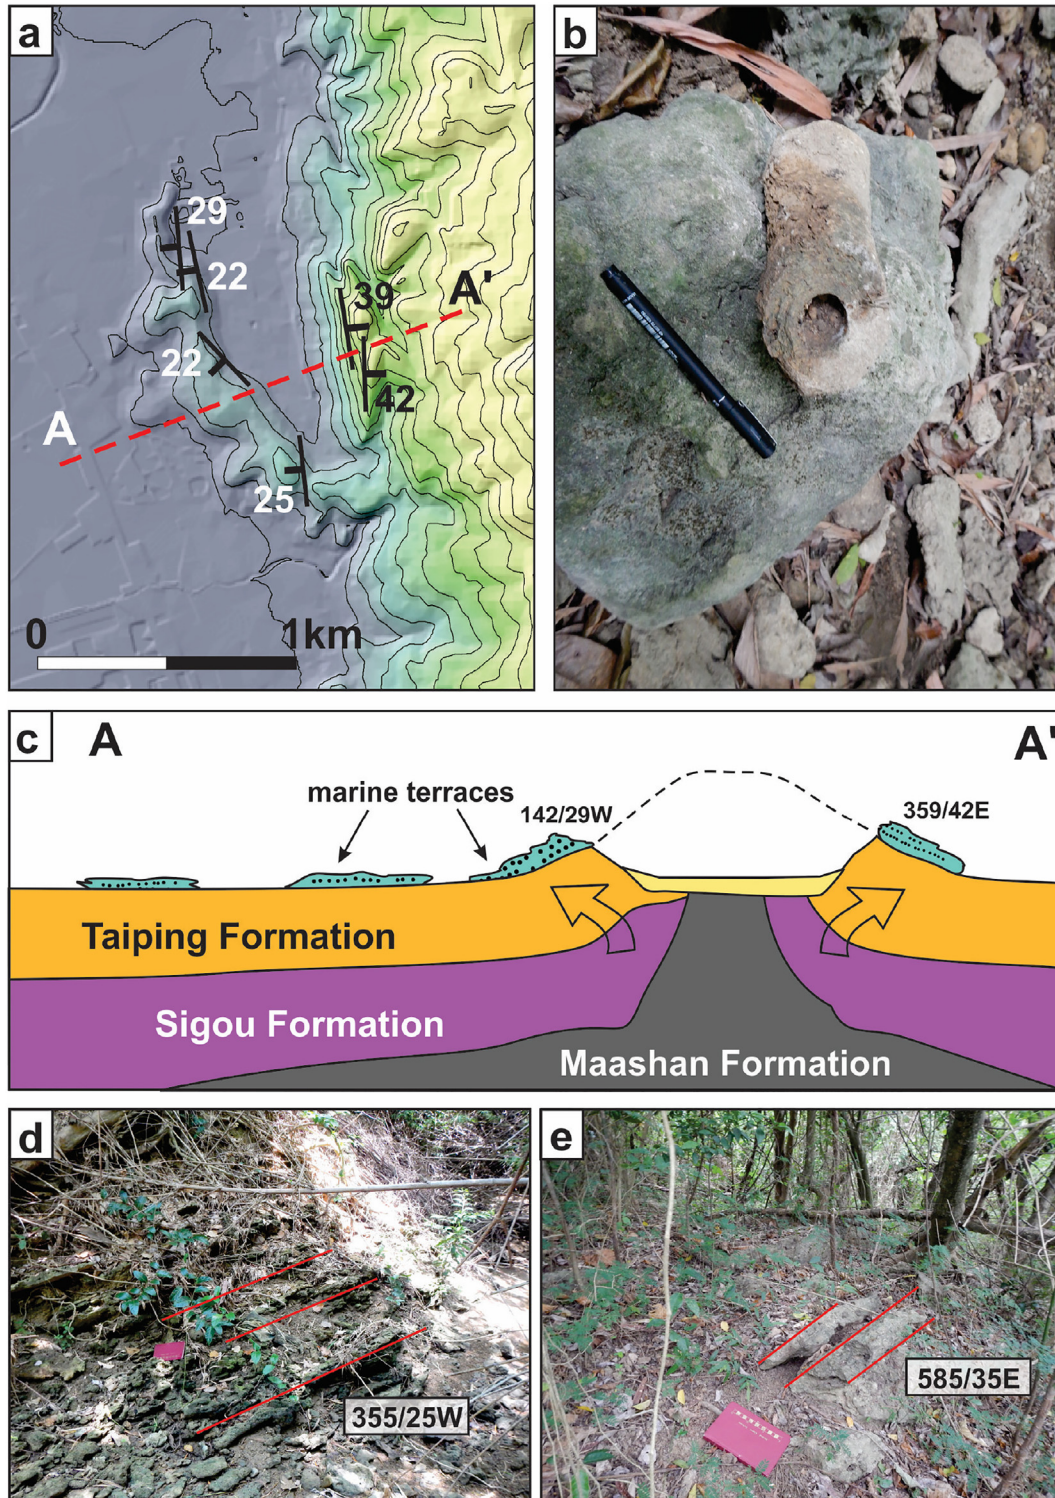 a
29
22
22
25
39
42
A
A'
0
1km
b
c
A
A'
marine terraces
142/29W
359/42E
Taiping Formation
Sigou Formation
Maashan Formation
d
355/25W
e
585/35E